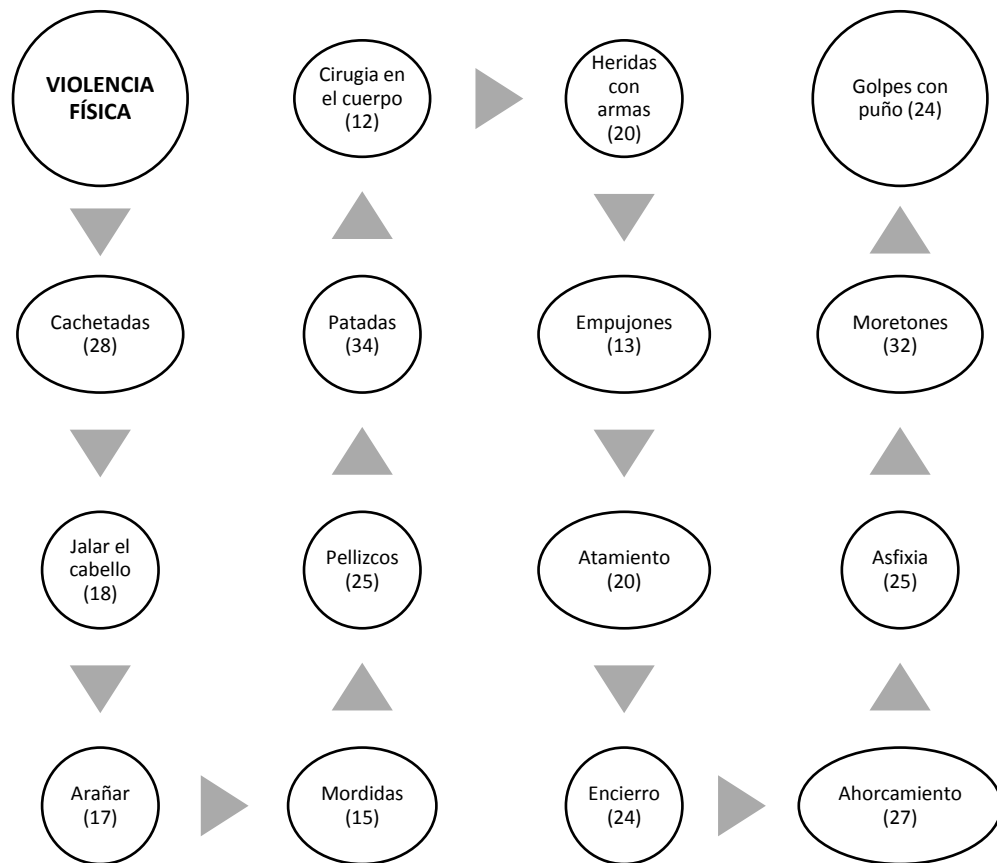 VIOLENCIA
FÍSICA
Cachetadas
(28)
Jalar el
cabello
(18)
Arañar
(17)
Mordidas
(15)
Pellizcos
(25)
Patadas
(34)
Cirugia en
el cuerpo
(12)
Heridas
con
armas
(20)
Empujones
(13)
Atamiento
(20)
Encierro
(24)
Ahorcamiento
(27)
Asfixia
(25)
Moretones
(32)
Golpes con
puño (24)